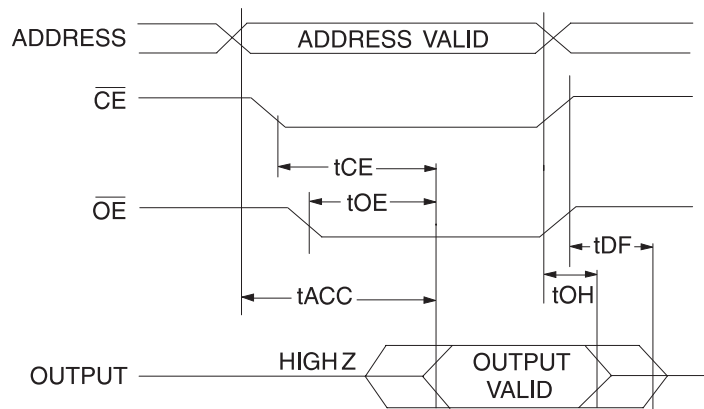 ADDRESS
ADDRESS VALID
CE
tCE
tOE
OE
tDF
tACC
tOH
HIGH Z
OUTPUT
OUTPUT
VALID